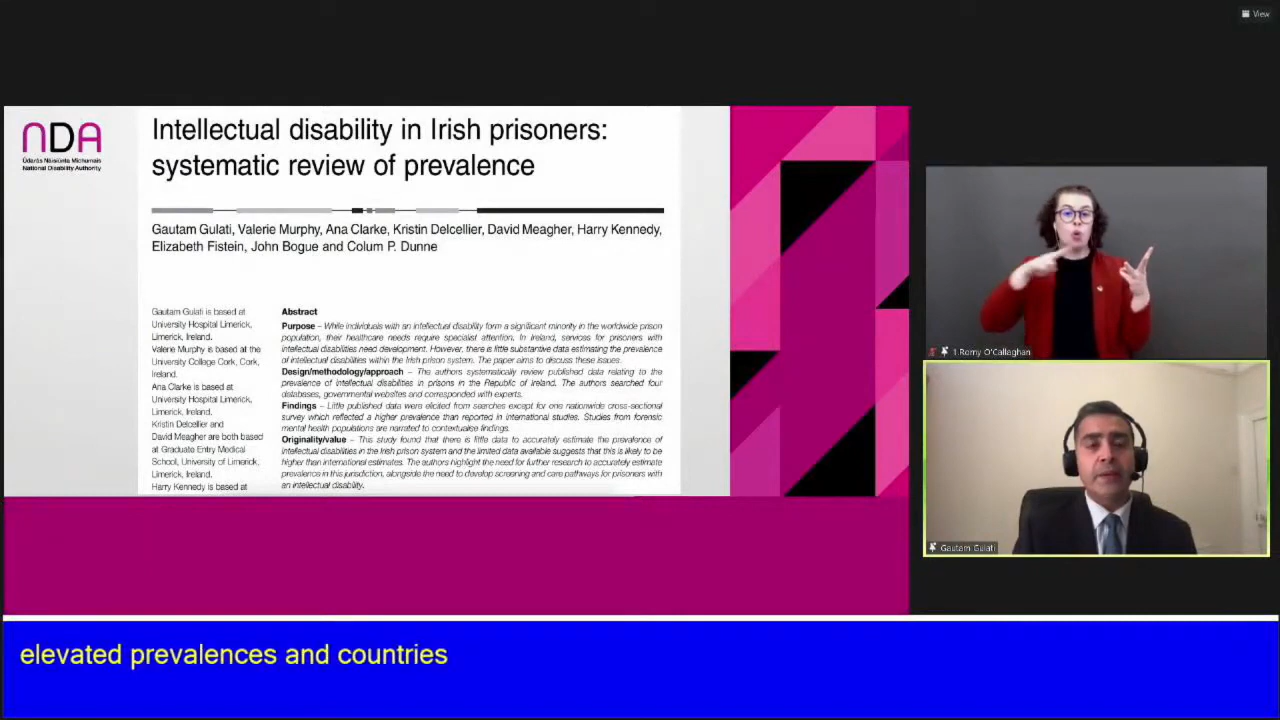 View
NDA
Údarás Náisiúnta Míchumais
National Disability Authority
Intellectual disability in Irish prisoners:
systematic review of prevalence
Gautam Gulati, Valerie Murphy, Ana Clarke, Kristin Delcellier, David Meagher, Harry Kennedy,
Elizabeth Fistein, John Bogue and Colum P. Dunne
Gautam Gulati is based at
University Hospital Limerick,
Limerick, Ireland.
Valerie Murphy is based at the
University College Cork, Cork,
Ireland.
Ana Clarke is based at
University Hospital Limerick,
Limerick, Ireland.
Kristin Delcellier and
David Meagher are both based
at Graduate Entry Medical
School, University of Limerick,
Limerick, Ireland.
Harry Kennedy is based at
Abstract
Purpose – While individuals with an intellectual disability form a significant minority in the worldwide prison
population, their healthcare needs require specialist attention. In Ireland, services for prisoners with
intellectual disabilities need development. However, there is little substantive data estimating the prevalence
of intellectual disabilities within the Irish prison system. The paper aims to discuss these issues.
Design/methodology/approach – The authors systematically review published data relating to the
prevalence of intellectual disabilities in prisons in the Republic of Ireland. The authors searched four
databases, governmental websites and corresponded with experts.
Findings – Little published data were elicited from searches except for one nationwide cross-sectional
survey which reflected a higher prevalence than reported in international studies. Studies from forensic
mental health populations are narrated to contextualise findings.
Originality/value – This study found that there is little data to accurately estimate the prevalence of
intellectual disabilities in the Irish prison system and the limited data available suggests that this is likely to be
higher than international estimates. The authors highlight the need for further research to accurately estimate
prevalence in this jurisdiction, alongside the need to develop screening and care pathways for prisoners with
an intellectual disability.
1.Romy O'Callaghan
Gautam Gulati
elevated prevalences and countries